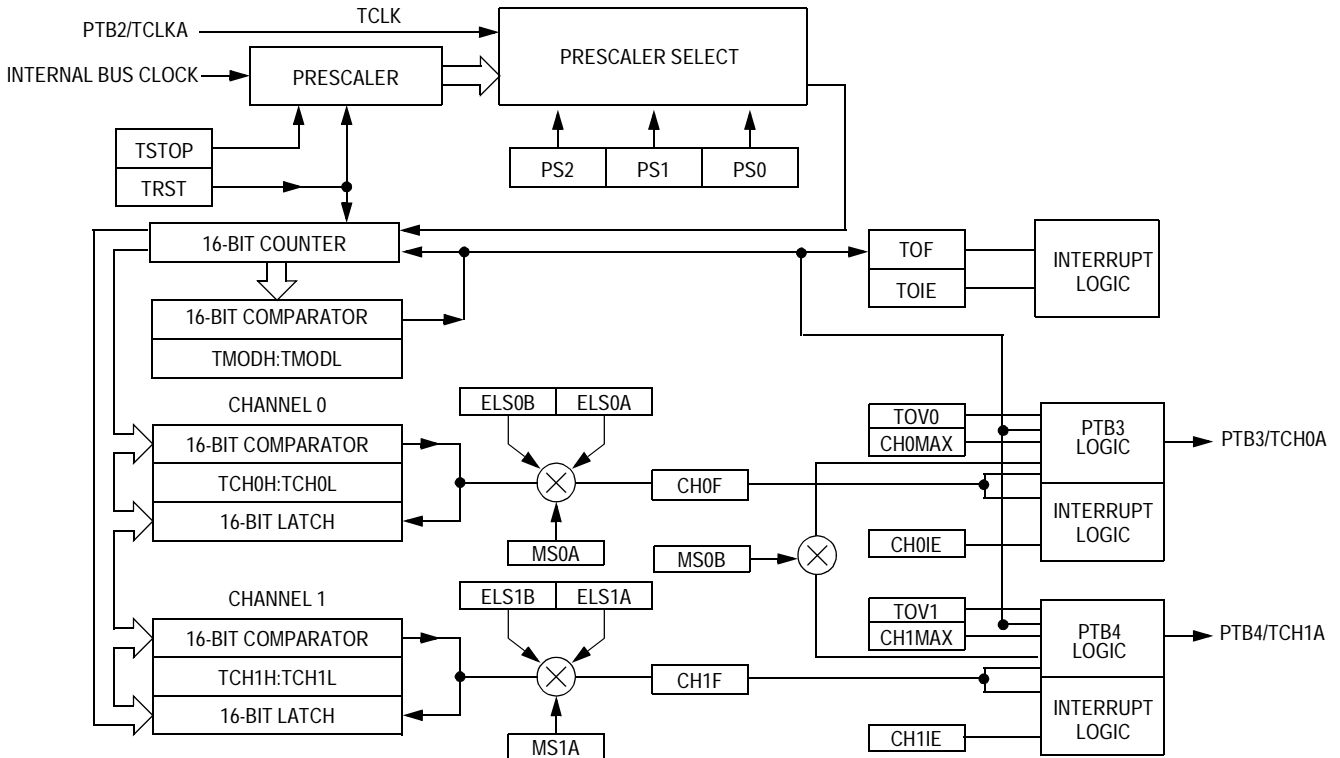 TCLK
PTB2/TCLKA
PRESCALER SELECT
INTERNAL BUS CLOCK
PRESCALER
TSTOP
TRST
PS2
PS1
PS0
16-BIT COUNTER
TOF
TOIE
INTERRUPT
LOGIC
16-BIT COMPARATOR
TMODH:TMODL
CHANNEL 0
ELS0B
ELS0A
16-BIT COMPARATOR
TCH0H:TCH0L
16-BIT LATCH
MS0A
CH0F
MS0B
TOV0
CH0MAX
PTB3
LOGIC
PTB3/TCH0A
INTERRUPT
LOGIC
CH0IE
CHANNEL 1
ELS1B
ELS1A
16-BIT COMPARATOR
TCH1H:TCH1L
16-BIT LATCH
MS1A
CH1F
TOV1
CH1MAX
PTB4
LOGIC
PTB4/TCH1A
INTERRUPT
LOGIC
CH1IE